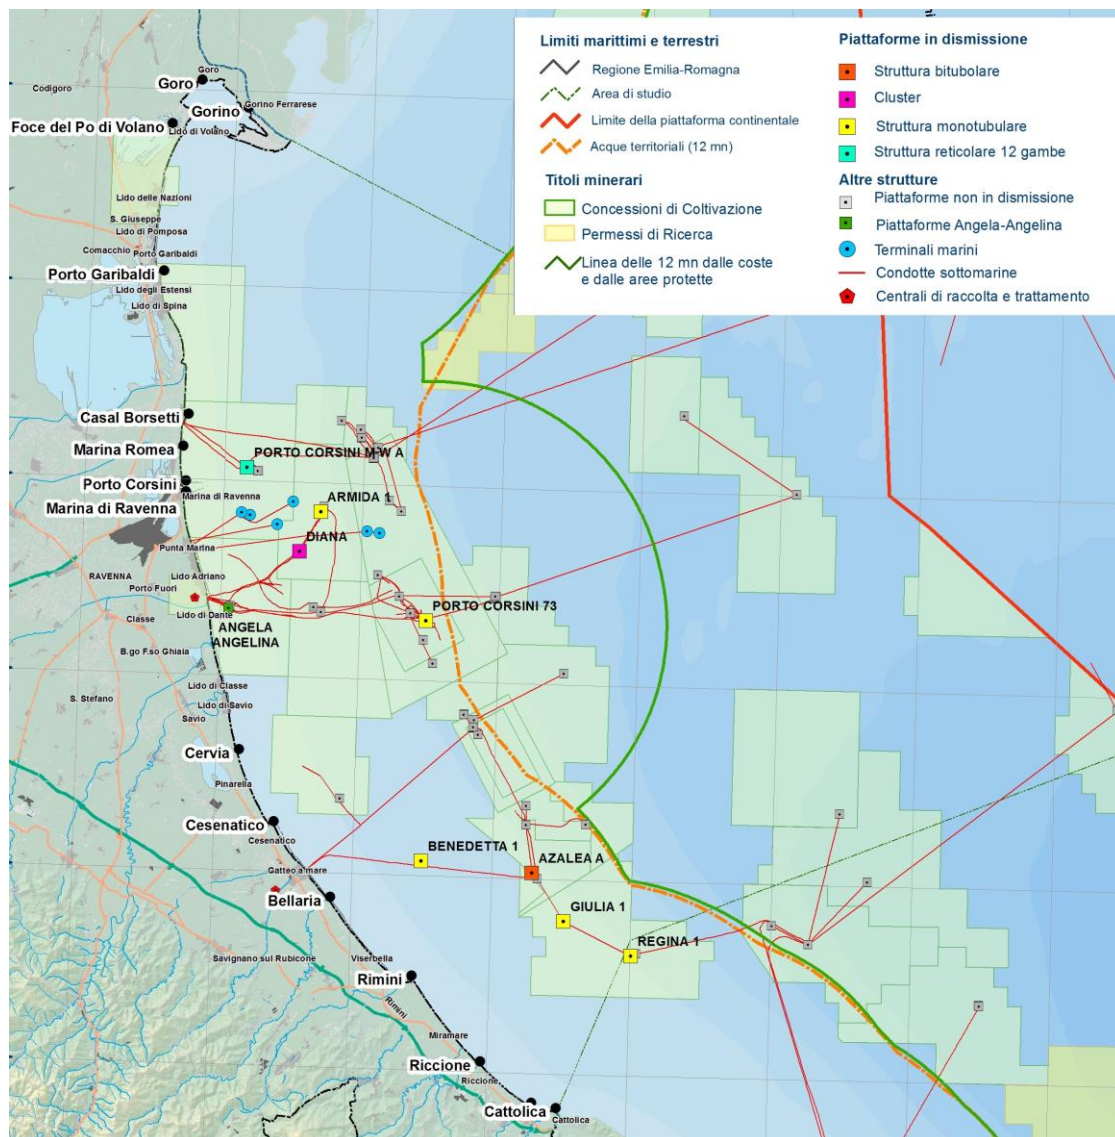 Limiti marittimi e terrestri
Regione Emilia-Romagna
Area di studio
Limite della piattaforma continentale
Acque territoriali (12 mn)
Titoli minerari
Concessioni di Coltivazione
Permessi di Ricerca
Linea delle 12 mn dalle coste
e dalle aree protette
Piattaforme in dismissione
Struttura bitubolare
Cluster
Struttura monotubulare
Struttura reticolare 12 gambe
Altre strutture
Piattaforme non in dismissione
Piattaforme Angela-Angelina
Terminali marini
Condotte sottomarine
Centrali di raccolta e trattamento
Goro
Goro
Codigoro
Gorino
Gorino Ferrarese
Foce del Po di Volano
Lido di Volano
Lido delle Nazioni
S. Giuseppe
Lido di Pomposa
Comacchio
Porto Garibaldi
Porto Garibaldi
Lido degli Estensi
Lido di Spina
Casal Borsetti
Marina Romea
PORTO CORSINI M W A
Porto Corsini
Marina di Ravenna
ARMIDA 1
Marina di Ravenna
DIANA
Punta Marina
RAVENNA
Lido Adriano
Porto Fuori
Lido di Dante
Classe
ANGELA
ANGELINA
PORTO CORSINI 73
B.go F.so Ghiaia
Lido di Classe
S. Stefano
Lido di Savio
Savio
Cervia
Pinarella
Cesenatico
Cesenatico
BENEDETTA 1
AZALEA A
Gatteo a mare
Bellaria
GIULIA 1
REGINA 1
Savignano sul Rubicone
Viserbella
Rimini
Rimini
Miramare
Riccione
Riccione
Cattolica
Cattolica